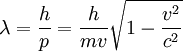 λ = h/p = h/mv √(1 − v²/c²)